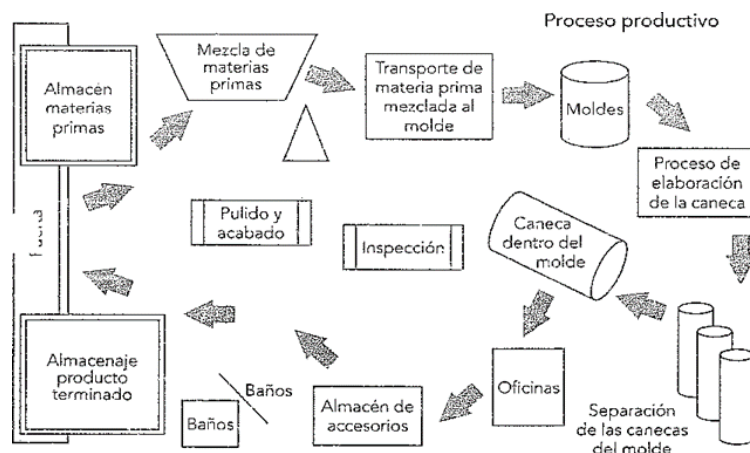 Proceso productivo
Almacén
materias
primas
Mezcla de
materias
primas
Transporte de
materia prima
mezclada al
molde
Moldes
Proceso de
elaboración
de la caneca
Pulido y
acabado
Inspección
Caneca
dentro del
molde
Almacenaje
producto
terminado
Baños
Baños
Almacén de
accesorios
Oficinas
Separación
de las canecas
del molde